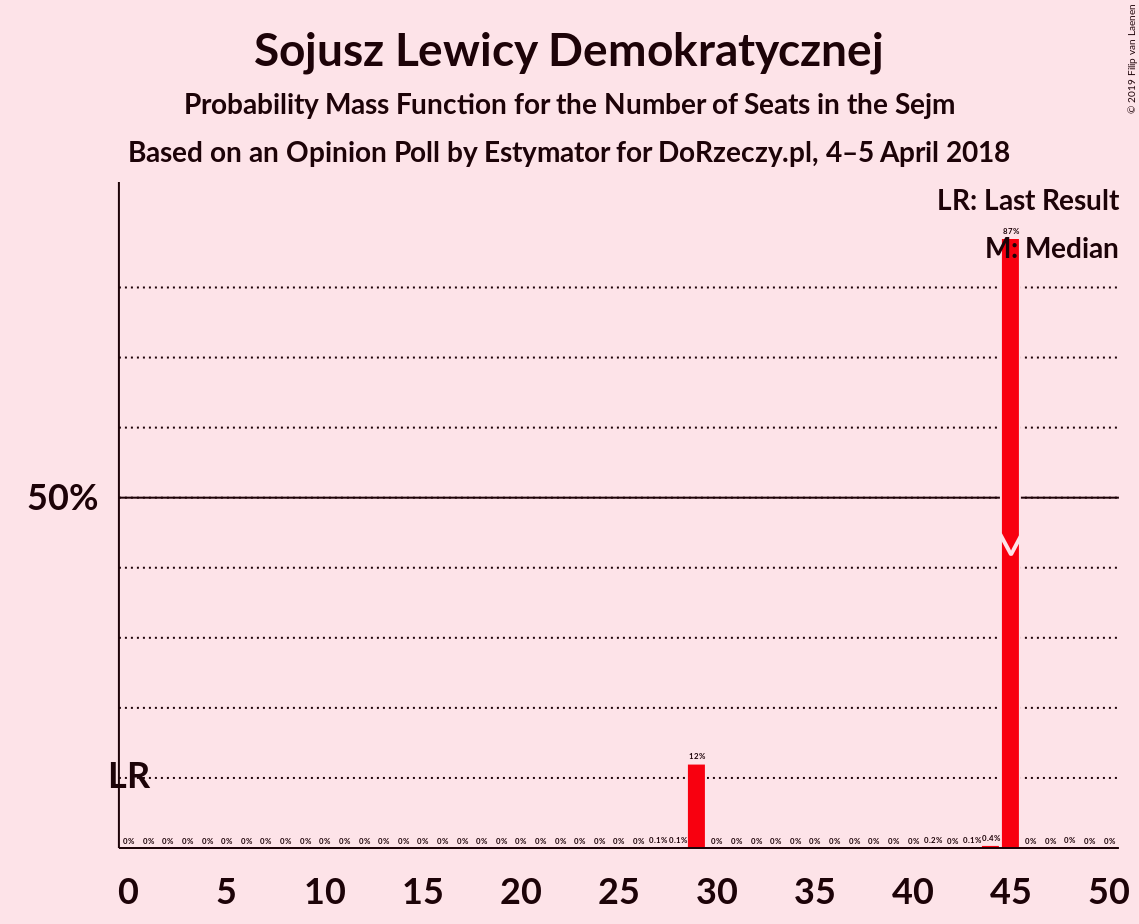 Sojusz Lewicy Demokratycznej
Probability Mass Function for the Number of Seats in the Sejm
Based on an Opinion Poll by Estymator for DoRzeczy.pl, 4–5 April 2018
© 2019 Filip van Laenen
LR: Last Result
87%
M: Median
50%
12%
LR
0% 0% 0% 0% 0% 0% 0% 0% 0% 0% 0% 0% 0% 0% 0% 0% 0% 0% 0% 0% 0% 0% 0% 0% 0% 0% 0% 0.1% 0.1% 0% 0% 0% 0% 0% 0% 0% 0% 0% 0% 0% 0% 0.2% 0% 0.1% 0.4% 0% 0% 0% 0% 0%
0 5 10 15 20 25 30 35 40 45 50